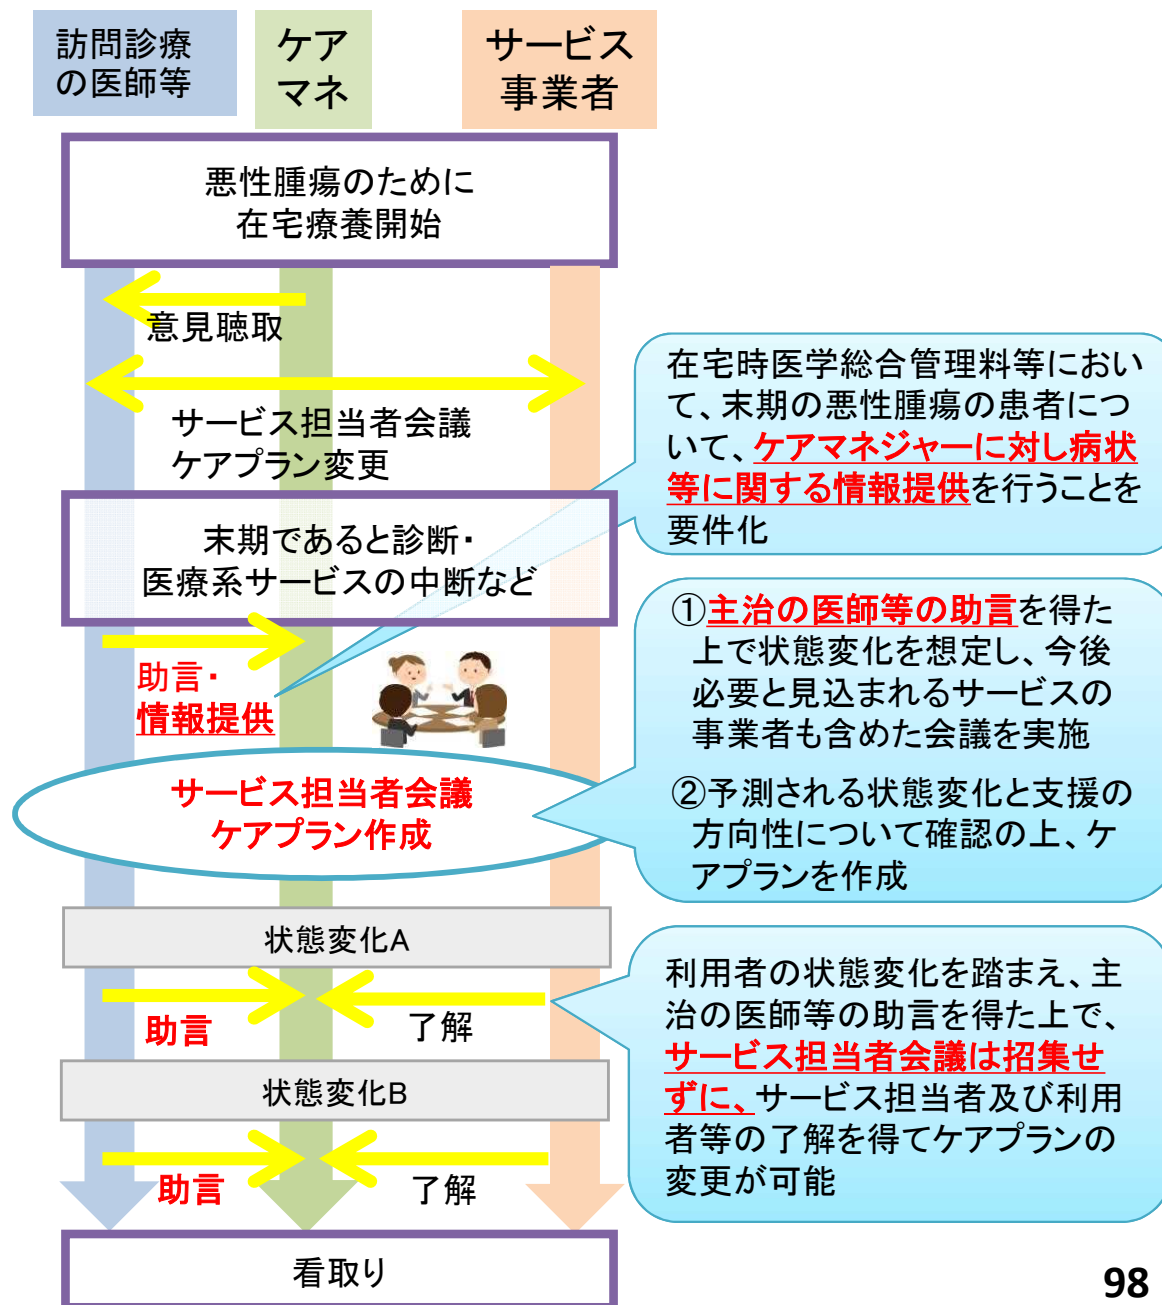 訪問診療
の医師等
ケア
マネ
サービス
事業者
悪性腫瘍のために
在宅療養開始
意見聴取
サービス担当者会議
ケアプラン変更
在宅時医学総合管理料等におい
て、末期の悪性腫瘍の患者につ
いて、ケアマネジャーに対し病状
等に関する情報提供を行うことを
要件化
末期であると診断・
医療系サービスの中断など
助言・
情報提供
①主治の医師等の助言を得た
上で状態変化を想定し、今後
必要と見込まれるサービスの
事業者も含めた会議を実施
②予測される状態変化と支援の
方向性について確認の上、ケ
アプランを作成
サービス担当者会議
ケアプラン作成
状態変化A
助言
了解
利用者の状態変化を踏まえ、主
治の医師等の助言を得た上で、
サービス担当者会議は招集せ
ずに、サービス担当者及び利用
者等の了解を得てケアプランの
変更が可能
状態変化B
助言
了解
看取り
98